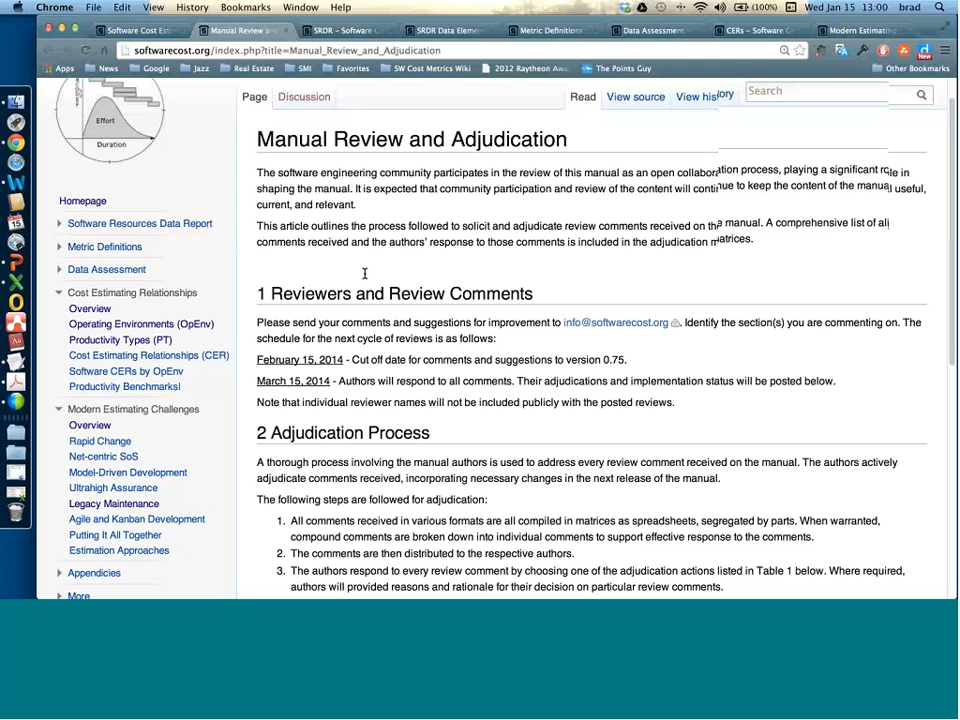 Chrome File Edit View History Bookmarks Window Help (100%) Wed Jan 15 13:00 brad
Software Cost Est Manual Review an SRDR – Software SRDR Data Elemen Metric Definitions Data Assessment CERs – Software C Modern Estimating
softwarecost.org/index.php?title=Manual_Review_and_Adjudication
New
Apps News Google Jazz Real Estate SMI Favorites SW Cost Metrics Wiki 2012 Raytheon Awa The Points Guy Other Bookmarks
Effort
Duration
Page Discussion Read View source View history Search
Manual Review and Adjudication
The software engineering community participates in the review of this manual as an open collaboration process, playing a significant role in
shaping the manual. It is expected that community participation and review of the content will continue to keep the content of the manual useful,
current, and relevant.
This article outlines the process followed to solicit and adjudicate review comments received on the manual. A comprehensive list of all
comments received and the authors' response to those comments is included in the adjudication matrices.
1 Reviewers and Review Comments
Please send your comments and suggestions for improvement to info@softwarecost.org. Identify the section(s) you are commenting on. The
schedule for the next cycle of reviews is as follows:
February 15, 2014 - Cut off date for comments and suggestions to version 0.75.
March 15, 2014 - Authors will respond to all comments. Their adjudications and implementation status will be posted below.
Note that individual reviewer names will not be included publicly with the posted reviews.
2 Adjudication Process
A thorough process involving the manual authors is used to address every review comment received on the manual. The authors actively
adjudicate comments received, incorporating necessary changes in the next release of the manual.
The following steps are followed for adjudication:
1. All comments received in various formats are all compiled in matrices as spreadsheets, segregated by parts. When warranted,
compound comments are broken down into individual comments to support effective response to the comments.
2. The comments are then distributed to the respective authors.
3. The authors respond to every review comment by choosing one of the adjudication actions listed in Table 1 below. Where required,
authors will provided reasons and rationale for their decision on particular review comments.
Homepage
Software Resources Data Report
Metric Definitions
Data Assessment
Cost Estimating Relationships
Overview
Operating Environments (OpEnv)
Productivity Types (PT)
Cost Estimating Relationships (CER)
Software CERs by OpEnv
Productivity Benchmarks|
Modern Estimating Challenges
Overview
Rapid Change
Net-centric SoS
Model-Driven Development
Ultrahigh Assurance
Legacy Maintenance
Agile and Kanban Development
Putting It All Together
Estimation Approaches
Appendicies
More